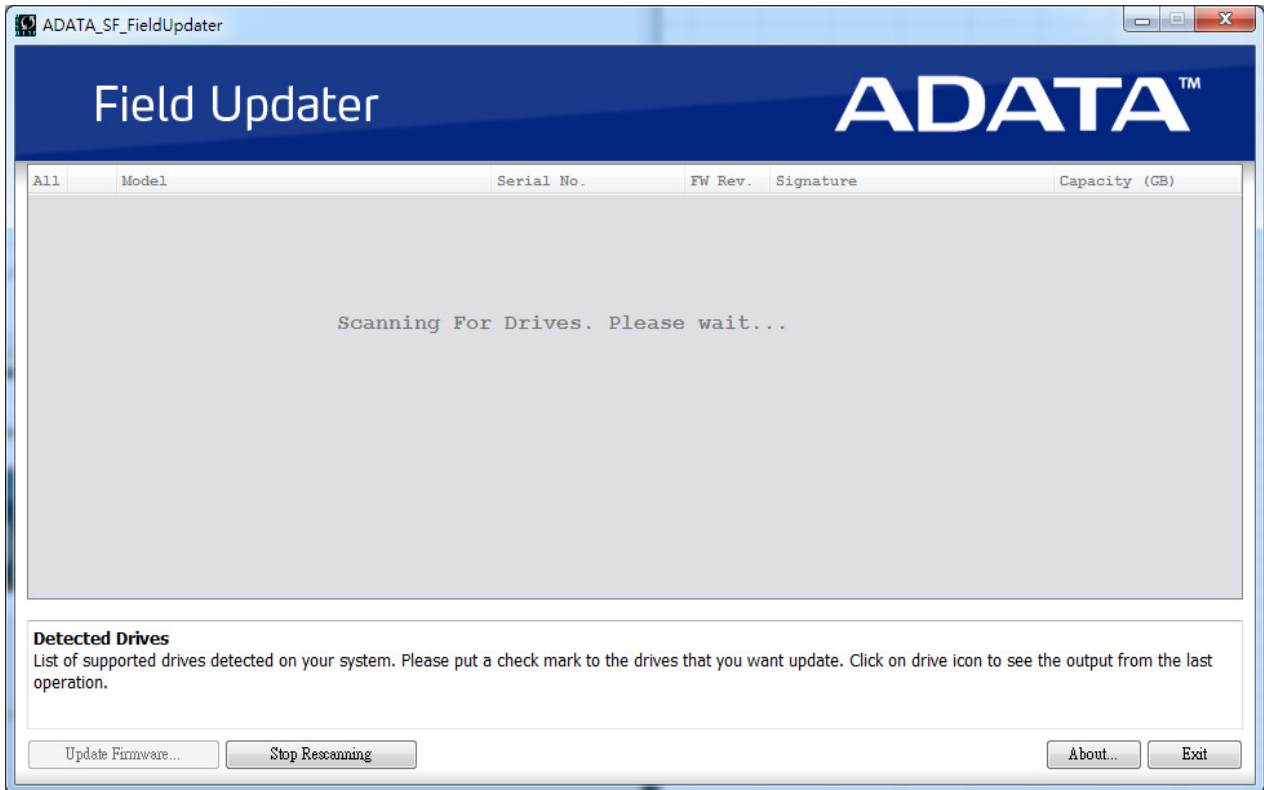 ADATA_SF_FieldUpdater
Field Updater
ADATA™
All Model Serial No. FW Rev. Signature Capacity (GB)
Scanning For Drives. Please wait...
Detected Drives
List of supported drives detected on your system. Please put a check mark to the drives that you want update. Click on drive icon to see the output from the last
operation.
Update Firmware... Stop Rescanning About... Exit